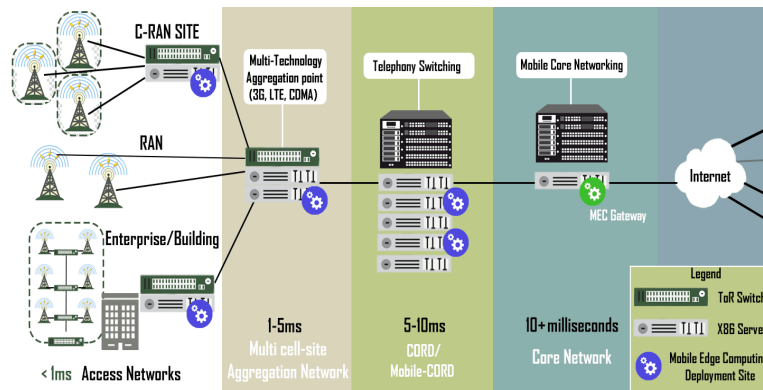 C-RAN SITE
RAN
Enterprise/Building
< 1ms Access Networks
Multi-Technology
Aggregation point
(3G, LTE, CDMA)
1-5ms
Multi cell-site
Aggregation Network
Telephony Switching
5-10ms
CORD/
Mobile-CORD
Mobile Core Networking
MEC Gateway
10+milliseconds
Core Network
Internet
Legend
ToR Switc
X86 Serve
Mobile Edge Computin
Deployment Site